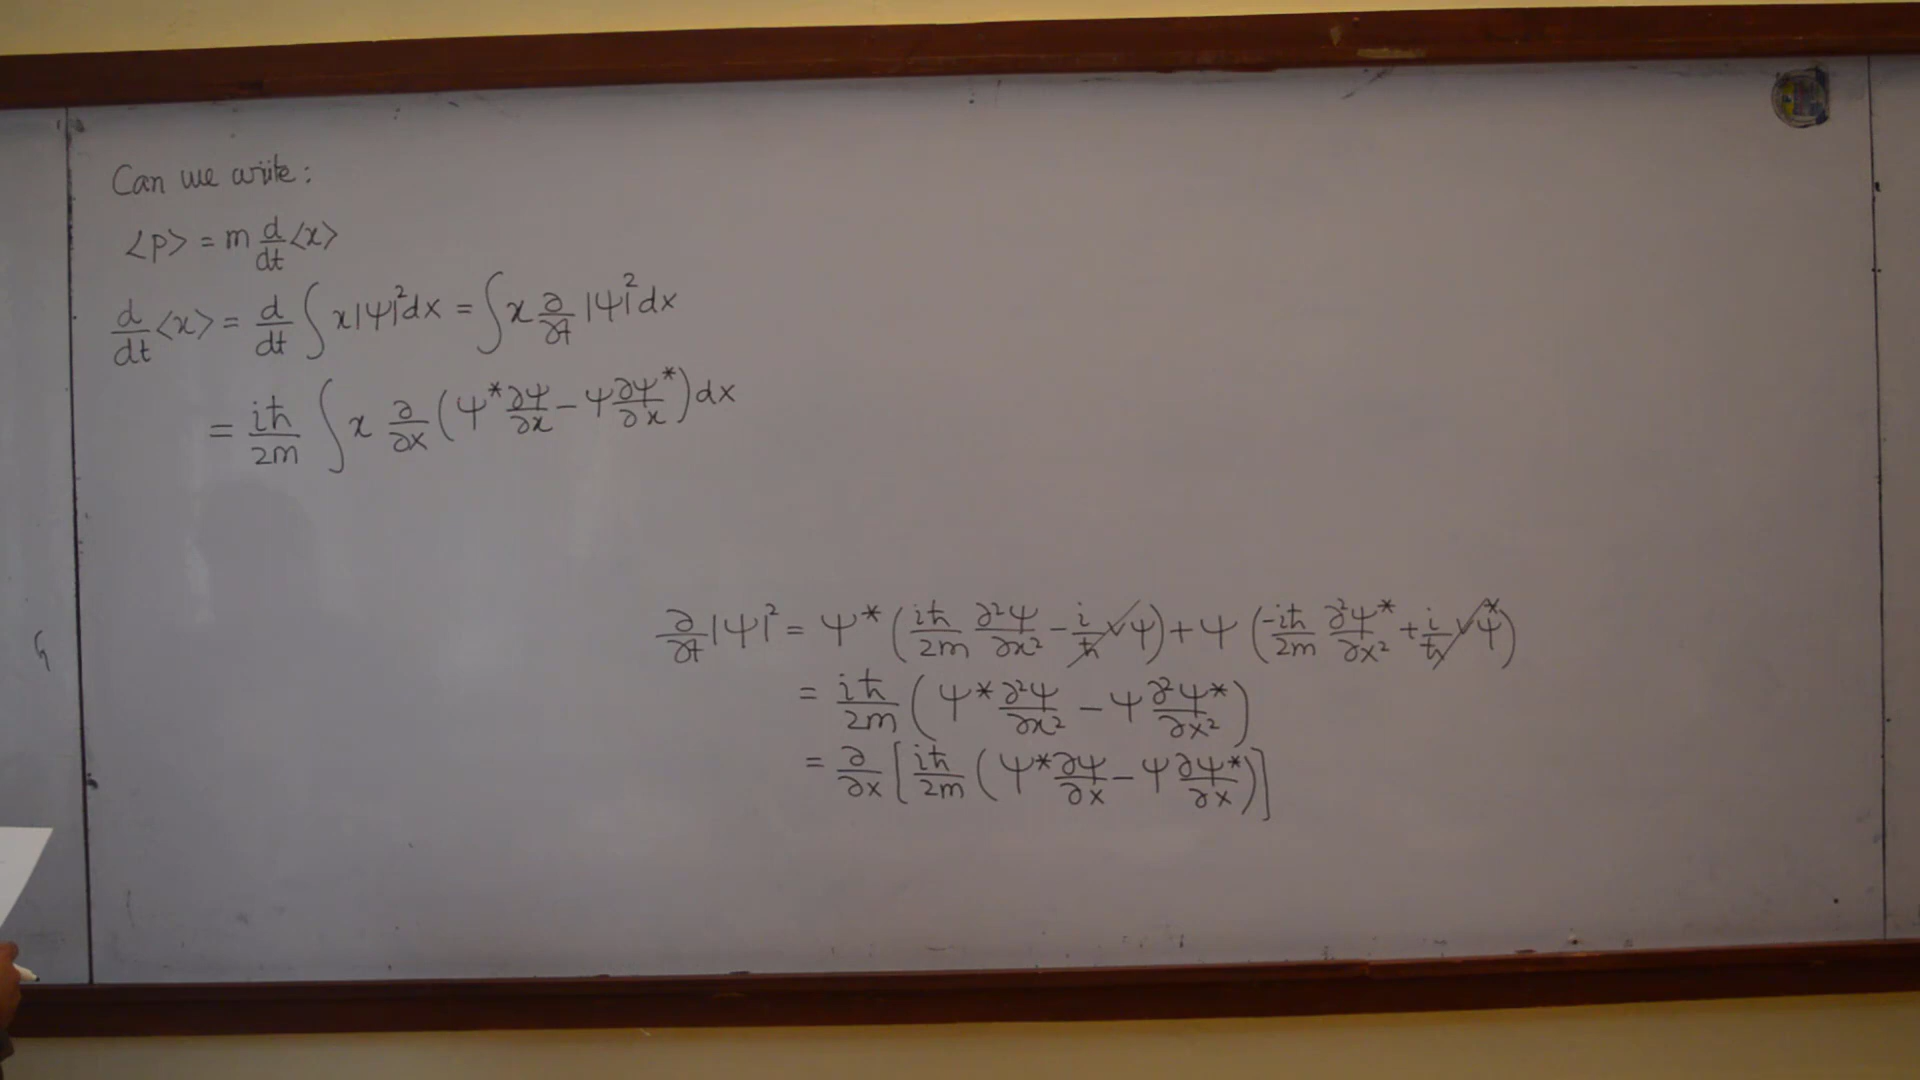 Can we write:
<p> = m d/dt <x>
d/dt <x> = d/dt ∫ x|Ψ|² dx = ∫ x ∂/∂t |Ψ|² dx
= iħ/2m ∫ x ∂/∂x (Ψ* ∂Ψ/∂x − Ψ ∂Ψ*/∂x) dx
∂/∂t |Ψ|² = Ψ* (iħ/2m ∂²Ψ/∂x² − i/ħ VΨ) + Ψ (−iħ/2m ∂²Ψ*/∂x² + i/ħ VΨ*)
= iħ/2m (Ψ* ∂²Ψ/∂x² − Ψ ∂²Ψ*/∂x²)
= ∂/∂x [iħ/2m (Ψ* ∂Ψ/∂x − Ψ ∂Ψ*/∂x)]